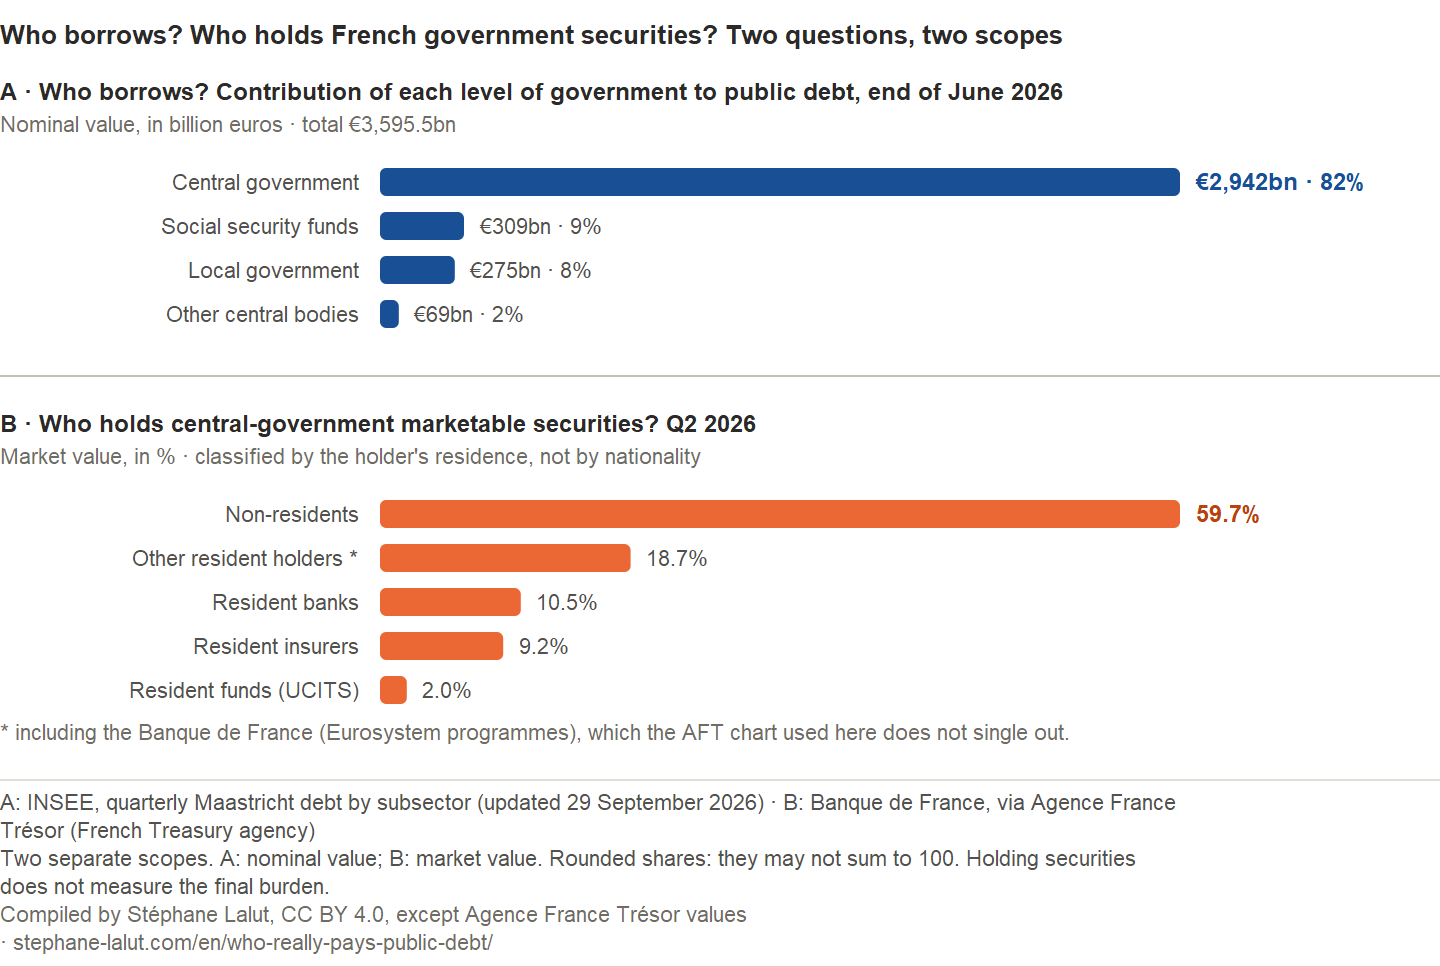 Who borrows? Who holds French government securities? Two questions, two scopes
A · Who borrows? Contribution of each level of government to public debt, end of June 2026
Nominal value, in billion euros · total €3,595.5bn
Central government €2,942bn · 82%
Social security funds €309bn · 9%
Local government €275bn · 8%
Other central bodies €69bn · 2%
B · Who holds central-government marketable securities? Q2 2026
Market value, in % · classified by the holder's residence, not by nationality
Non-residents 59.7%
Other resident holders * 18.7%
Resident banks 10.5%
Resident insurers 9.2%
Resident funds (UCITS) 2.0%
* including the Banque de France (Eurosystem programmes), which the AFT chart used here does not single out.
A: INSEE, quarterly Maastricht debt by subsector (updated 29 September 2026) · B: Banque de France, via Agence France
Trésor (French Treasury agency)
Two separate scopes. A: nominal value; B: market value. Rounded shares: they may not sum to 100. Holding securities
does not measure the final burden.
Compiled by Stéphane Lalut, CC BY 4.0, except Agence France Trésor values
· stephane-lalut.com/en/who-really-pays-public-debt/